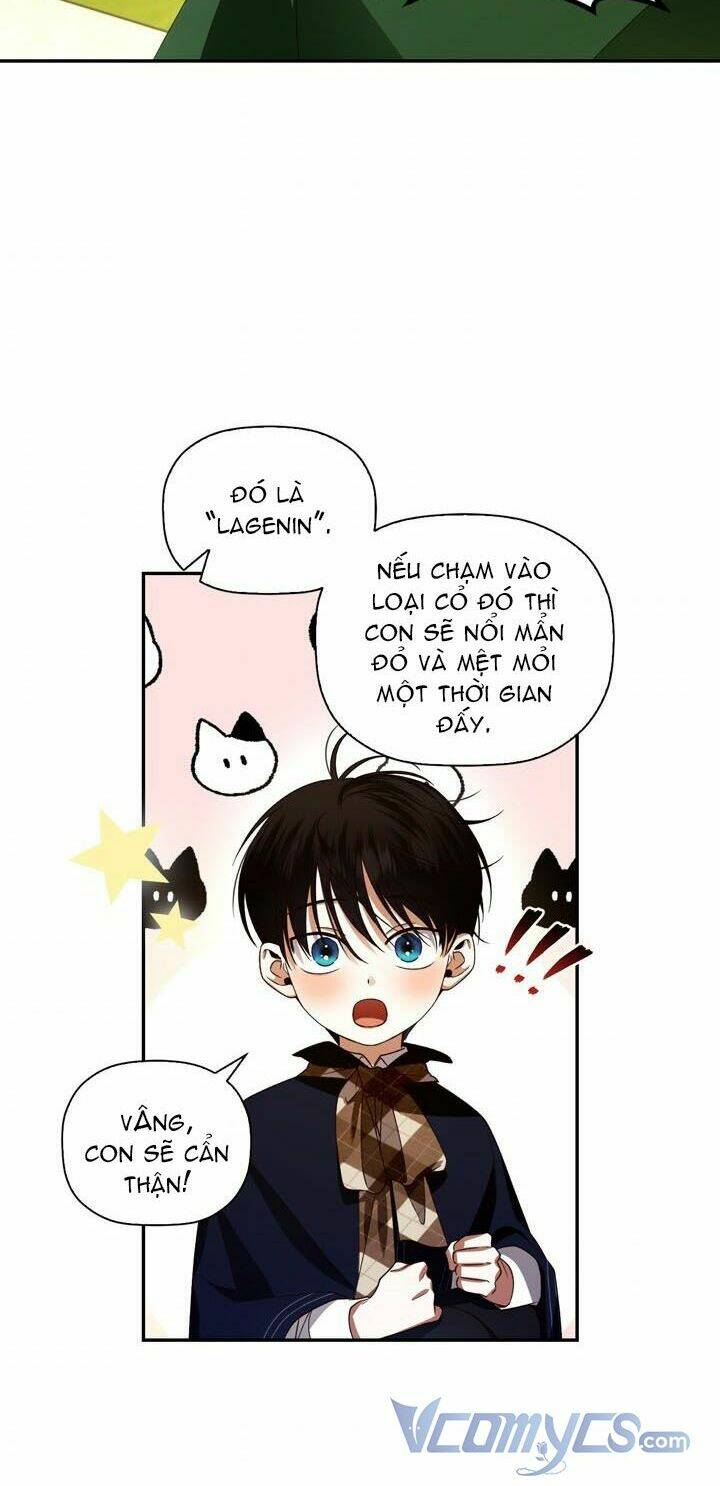 ĐÓ LÀ
"LAGENIN".
NẾU CHẠM VÀO
LOẠI CỎ ĐÓ THÌ
CON SẼ NỔI MẨN
ĐỎ VÀ MỆT MỎI
MỘT THỜI GIAN
ĐẤY.
!!!
VÂNG,
CON SẼ CẨN
THẬN!
VCOMYCS.com